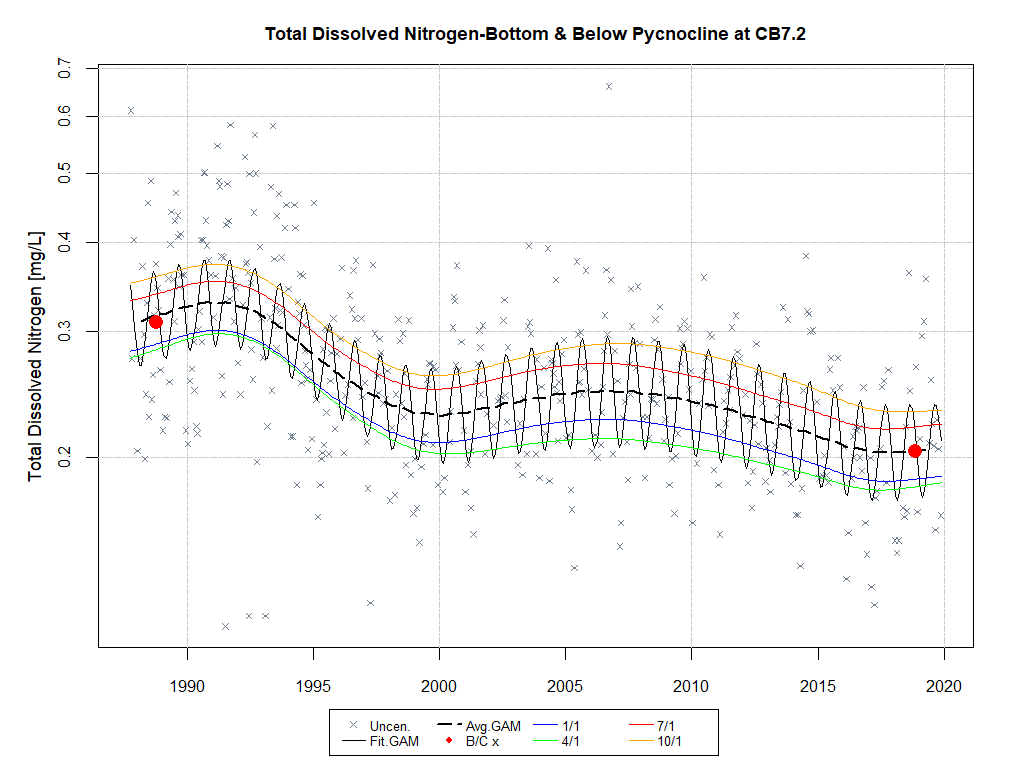 Total Dissolved Nitrogen-Bottom & Below Pycnocline at CB7.2
Total Dissolved Nitrogen [mg/L]
0.7
0.6
0.5
0.4
0.3
0.2
1990 1995 2000 2005 2010 2015 2020
Uncen. Avg.GAM 1/1 7/1
Fit.GAM B/C x 4/1 10/1